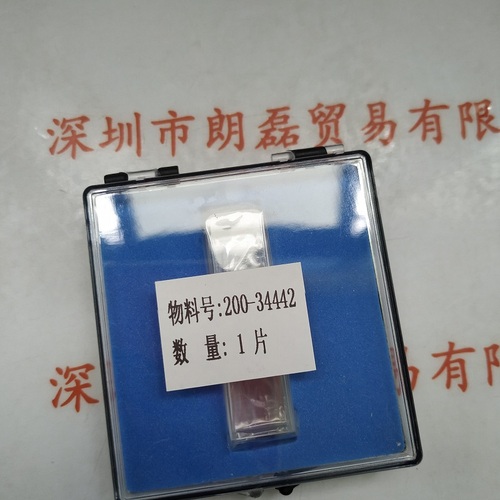 深圳市朗磊贸易有限
物料号:200-34442
数 量: 1 片
深
易有限